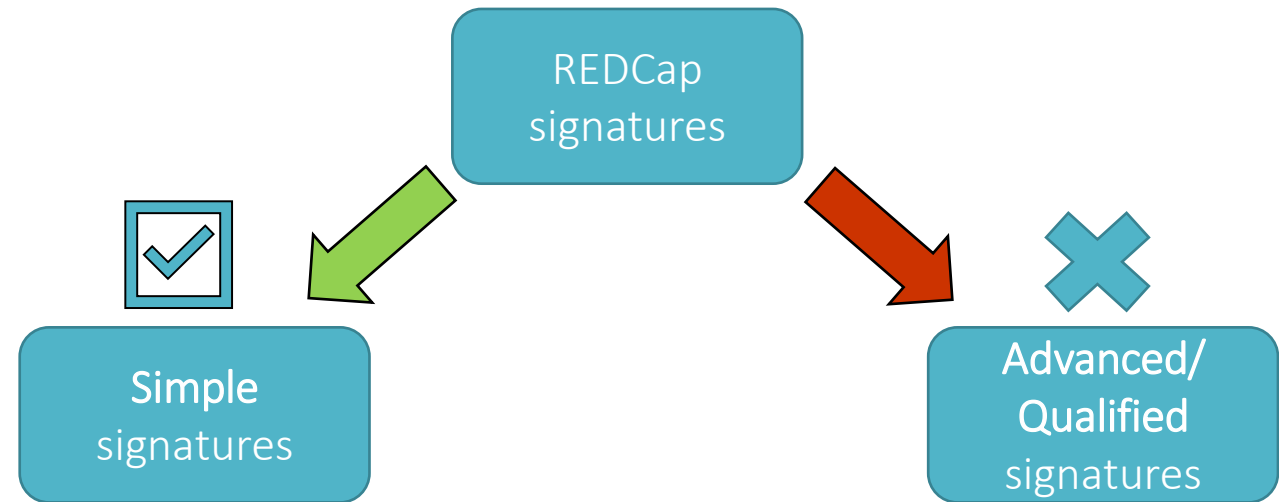 REDCap
signatures
Simple
signatures
Advanced/
Qualified
signatures